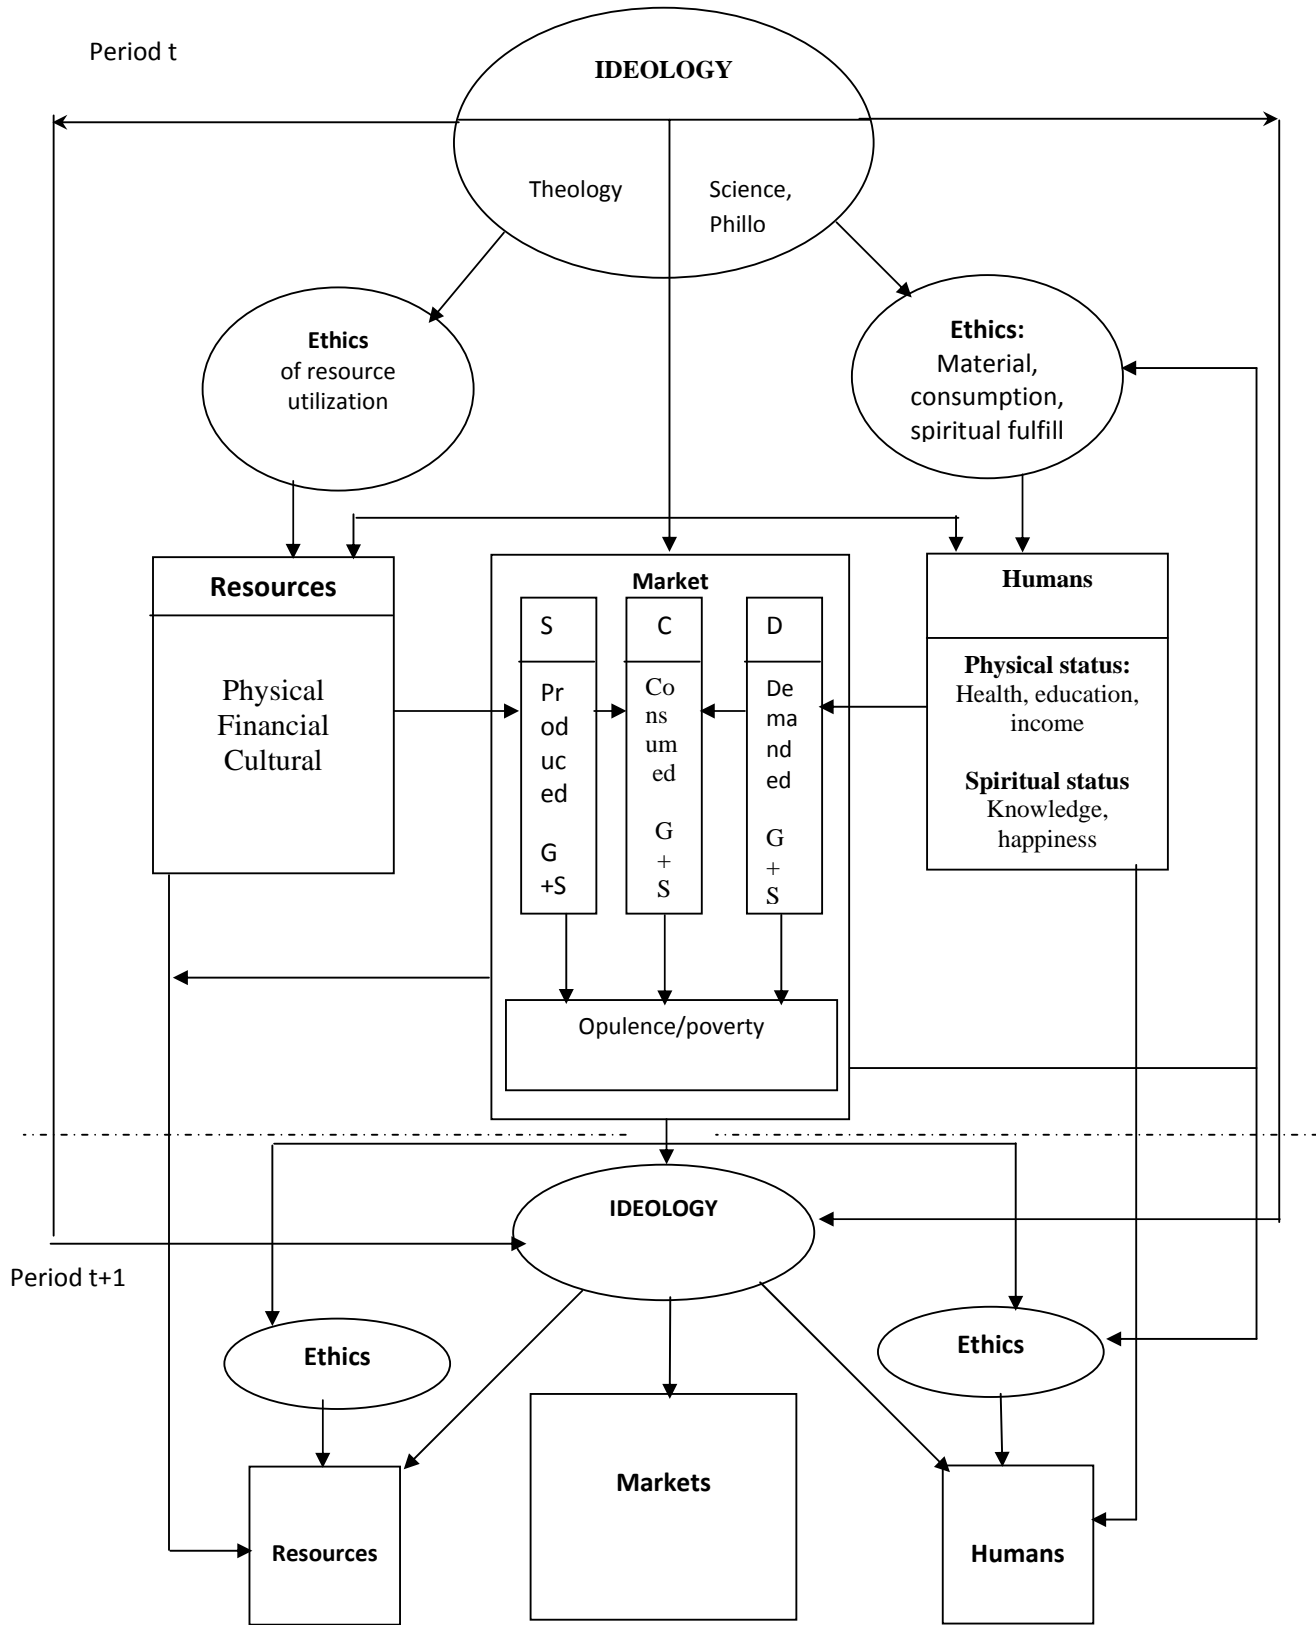 Period t
IDEOLOGY
Theology
Science,
Phillo
Ethics
of resource
utilization
Ethics:
Material,
consumption,
spiritual fulfill
Resources
Physical
Financial
Cultural
Market
S
Pr
od
uc
ed
G
+S
C
Co
ns
um
ed
G
+
S
D
De
ma
nd
ed
G
+
S
Opulence/poverty
Humans
Physical status:
Health, education,
income
Spiritual status
Knowledge,
happiness
IDEOLOGY
Period t+1
Ethics
Ethics
Resources
Markets
Humans